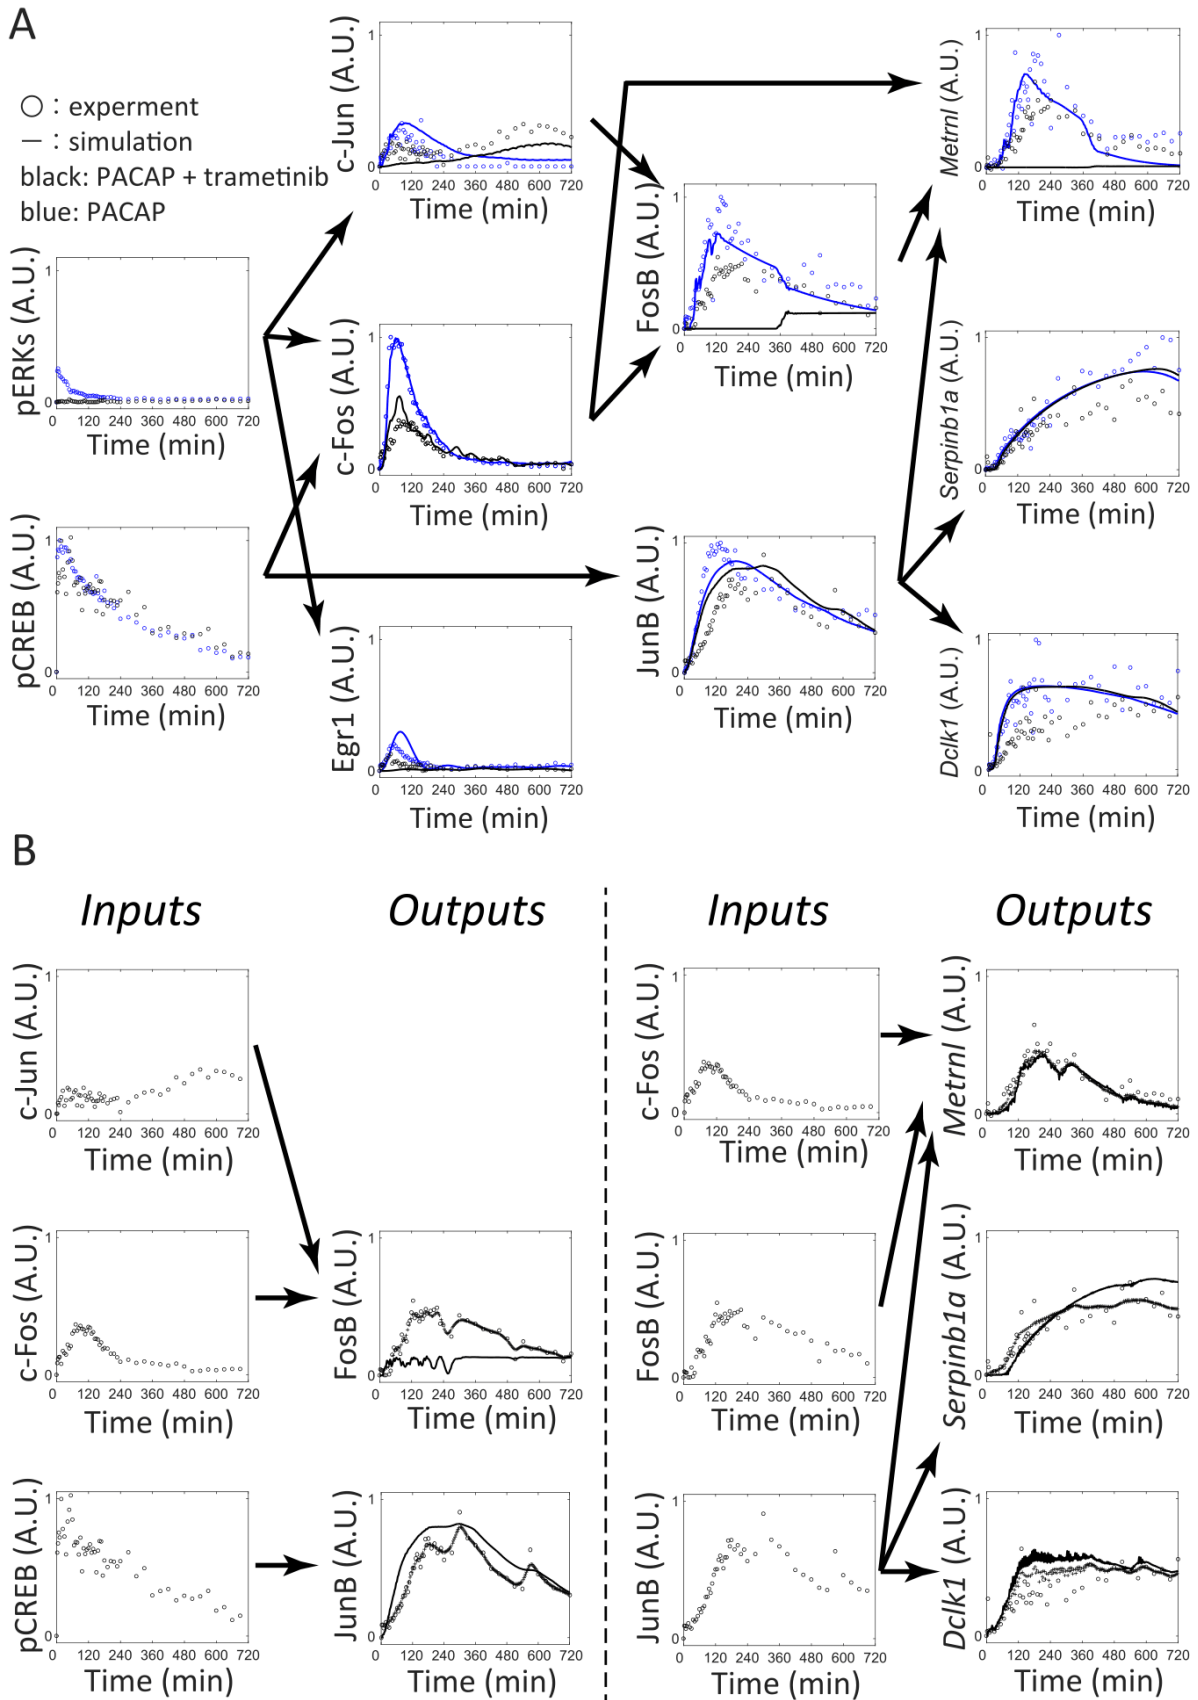 A
○ : experment
— : simulation
black: PACAP + trametinib
blue: PACAP
pERKs (A.U.)
1
0
0 120 240 360 480 600 720
Time (min)
pCREB (A.U.)
1
0
0 120 240 360 480 600 720
Time (min)
c-Jun (A.U.)
1
0
0 120 240 360 480 600 720
Time (min)
c-Fos (A.U.)
1
0
0 120 240 360 480 600 720
Time (min)
Egr1 (A.U.)
1
0
0 120 240 360 480 600 720
Time (min)
FosB (A.U.)
1
0
0 120 240 360 480 600 720
Time (min)
JunB (A.U.)
1
0
0 120 240 360 480 600 720
Time (min)
Metrnl (A.U.)
1
0
0 120 240 360 480 600 720
Time (min)
Serpinb1a (A.U.)
1
0
0 120 240 360 480 600 720
Time (min)
Dclk1 (A.U.)
1
0
0 120 240 360 480 600 720
Time (min)
B
Inputs
Outputs
c-Jun (A.U.)
1
0
0 120 240 360 480 600 720
Time (min)
c-Fos (A.U.)
1
0
0 120 240 360 480 600 720
Time (min)
FosB (A.U.)
1
0
0 120 240 360 480 600 720
Time (min)
pCREB (A.U.)
1
0
0 120 240 360 480 600 720
Time (min)
JunB (A.U.)
1
0
0 120 240 360 480 600 720
Time (min)
Inputs
Outputs
c-Fos (A.U.)
1
0
0 120 240 360 480 600 720
Time (min)
Metrnl (A.U.)
1
0
0 120 240 360 480 600 720
Time (min)
FosB (A.U.)
1
0
0 120 240 360 480 600 720
Time (min)
Serpinb1a (A.U.)
1
0
0 120 240 360 480 600 720
Time (min)
JunB (A.U.)
1
0
0 120 240 360 480 600 720
Time (min)
Dclk1 (A.U.)
1
0
0 120 240 360 480 600 720
Time (min)